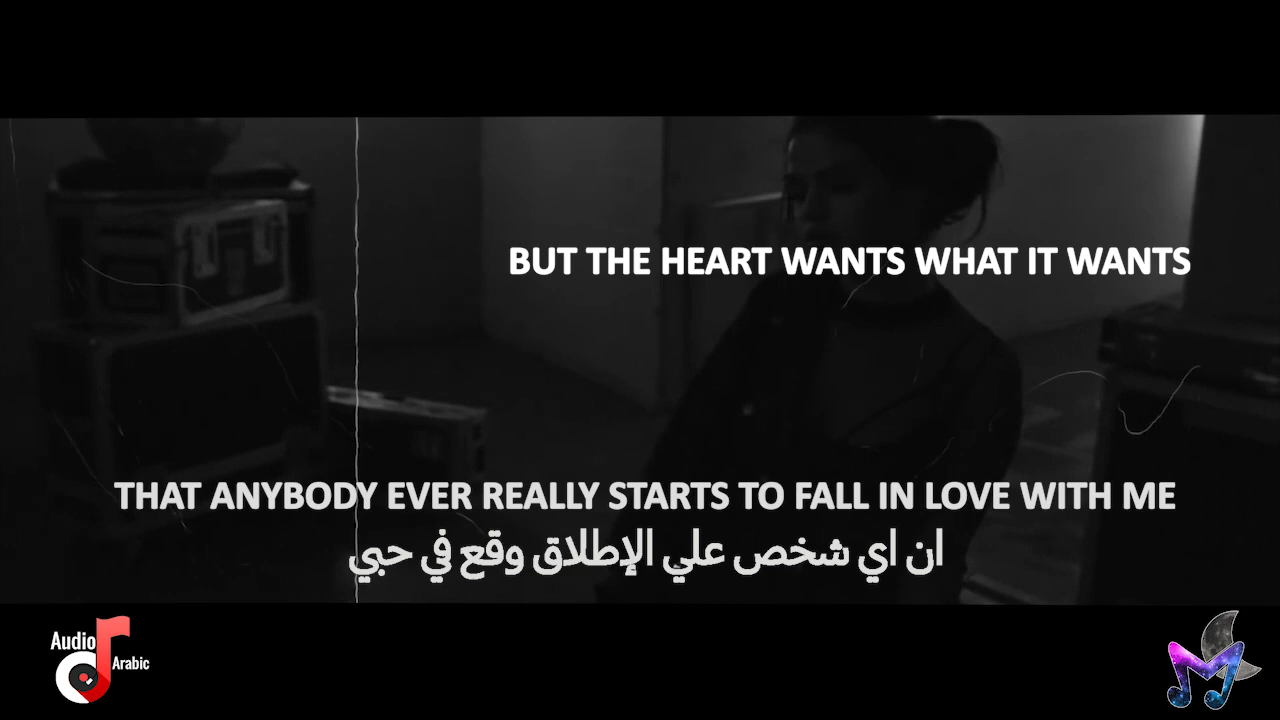 BUT THE HEART WANTS WHAT IT WANTS
THAT ANYBODY EVER REALLY STARTS TO FALL IN LOVE WITH ME
ان اي شخص علي الإطلاق وقع في حبي
Audio
Arabic